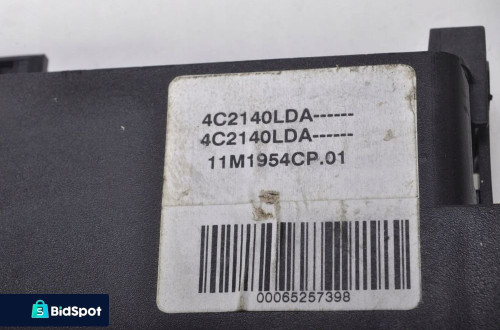 4C2140LDA------
4C2140LDA------
11M1954CP.01
00065257398
S
BidSpot